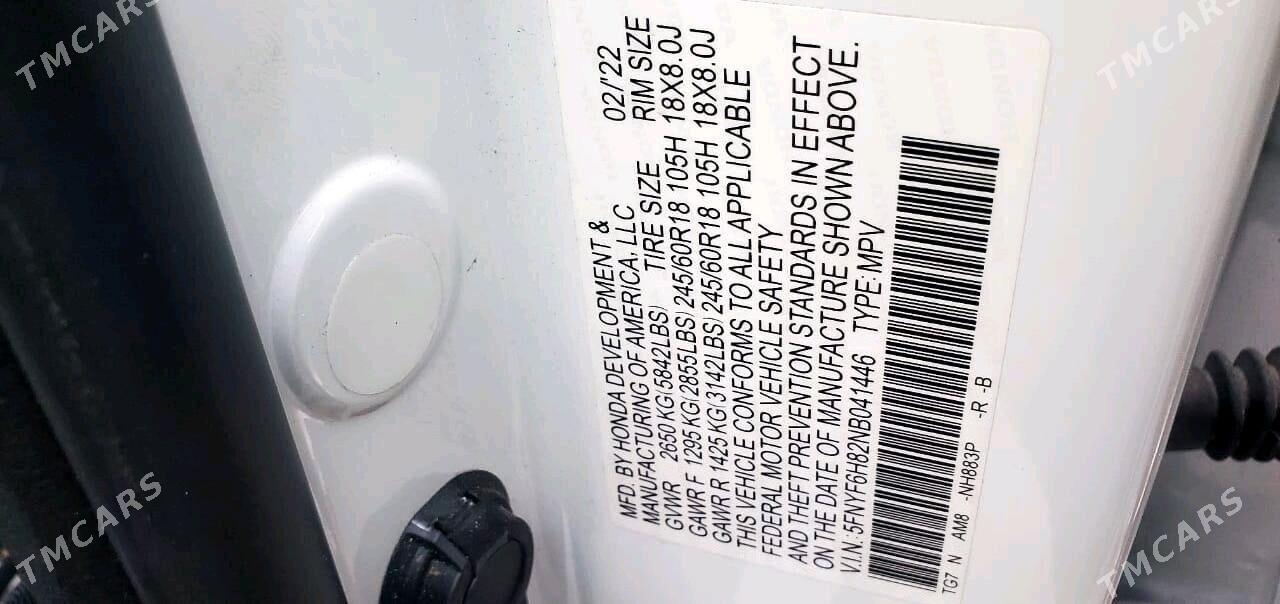 MFD. BY HONDA DEVELOPMENT & 02/'22
MANUFACTURING OF AMERICA, LLC
GVWR 2650 KG(5842LBS) TIRE SIZE RIM SIZE
GAWR F 1295 KG(2855LBS) 245/60R18 105H 18X8.0J
GAWR R 1425 KG(3142LBS) 245/60R18 105H 18X8.0J
THIS VEHICLE CONFORMS TO ALL APPLICABLE
FEDERAL MOTOR VEHICLE SAFETY
AND THEFT PREVENTION STANDARDS IN EFFECT
ON THE DATE OF MANUFACTURE SHOWN ABOVE.
V.I.N:5FNYF6H82NB041446 TYPE:MPV
TG7 N AM8 -NH883P -R -B
TMCARS
TMCARS
TMCARS
TMCARS